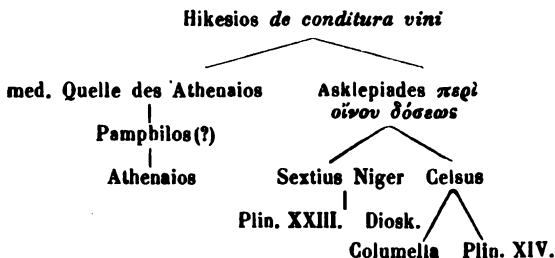 Hikesios de conditura vini
med. Quelle des Athenaios Asklepiades περὶ
οἴνου δόσεως
Pamphilos(?)
Athenaios Sextius Niger Celsus
Plin. XXIII. Diosk.
Columella Plin. XIV.